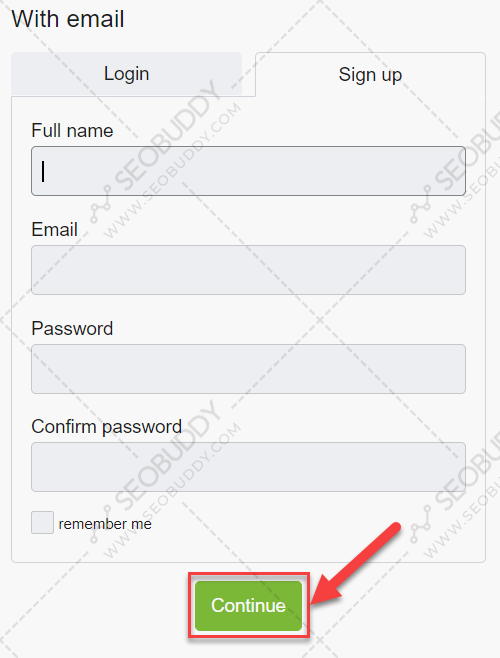 With email
Login
Sign up
Full name
Email
Password
Confirm password
remember me
Continue
SEOBUDDY
WWW.SEOBUDDY.COM
SEOBUDDY
WWW.SEOBUDDY.COM
SEOBUDDY
WWW.SEOBUDDY.COM
SEOBUDDY
WWW.SEOBUDDY.COM